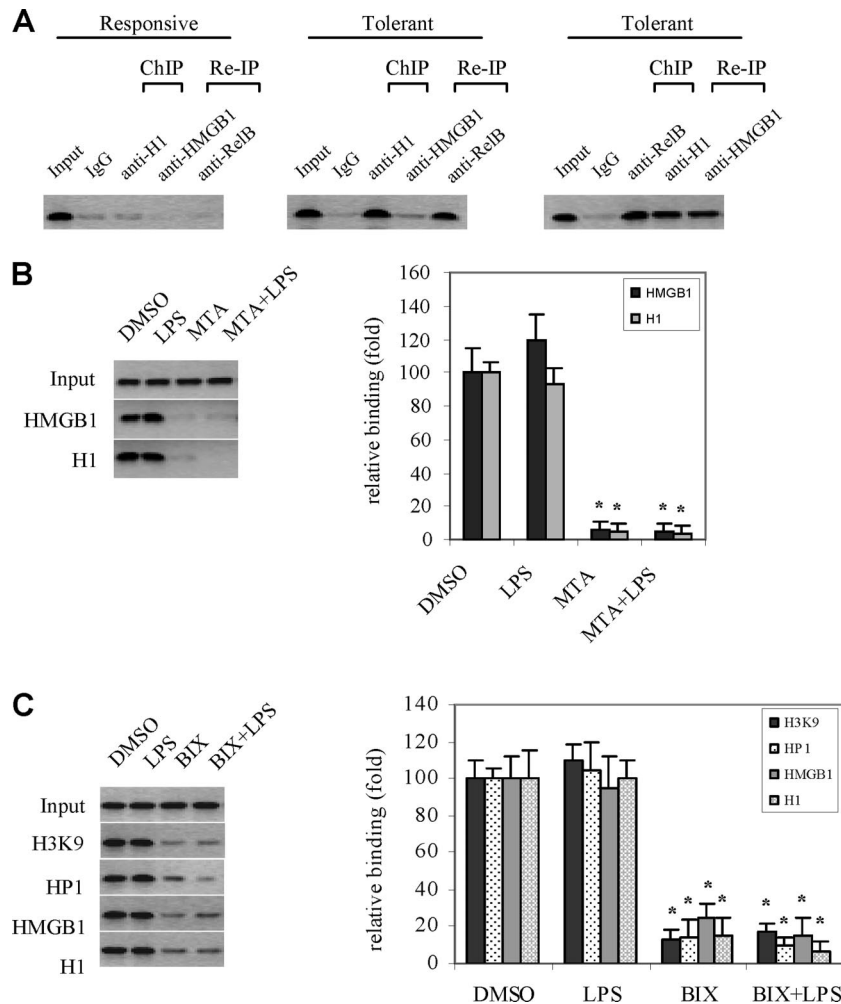 A
Responsive Tolerant Tolerant
ChIP Re-IP ChIP Re-IP ChIP Re-IP
Input IgG anti-H1 anti-HMGB1 anti-RelB Input IgG anti-H1 anti-HMGB1 anti-RelB Input IgG anti-RelB anti-H1 anti-HMGB1
B
DMSO LPS MTA MTA+LPS
Input
HMGB1
H1
relative binding (fold)
160
140
120
100
80
60
40
20
0
HMGB1
H1
* * * *
DMSO LPS MTA MTA+LPS
C
DMSO LPS BIX BIX+LPS
Input
H3K9
HP1
HMGB1
H1
relative binding (fold)
140
120
100
80
60
40
20
0
H3K9
HP1
HMGB1
H1
* * * * * * * *
DMSO LPS BIX BIX+LPS